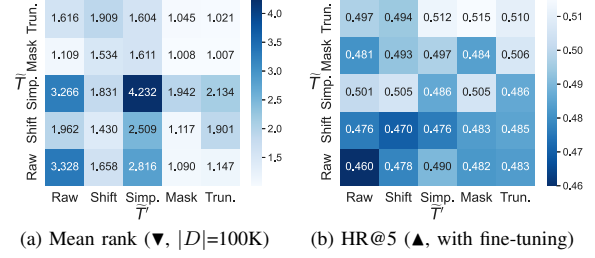 Trun. 1.616 1.909 1.604 1.045 1.021
Mask 1.109 1.534 1.611 1.008 1.007
Simp. 3.266 1.831 4.232 1.942 2.134
Shift 1.962 1.430 2.509 1.117 1.901
Raw 3.328 1.658 2.816 1.090 1.147
Raw Shift Simp. Mask Trun.
T̃
T̃′
4.0
3.5
3.0
2.5
2.0
1.5
(a) Mean rank (▼, |D|=100K)
Trun. 0.497 0.494 0.512 0.515 0.510
Mask 0.481 0.493 0.497 0.484 0.506
Simp. 0.501 0.505 0.486 0.505 0.486
Shift 0.476 0.470 0.476 0.483 0.485
Raw 0.460 0.478 0.490 0.482 0.483
Raw Shift Simp. Mask Trun.
T̃
T̃′
0.51
0.50
0.49
0.48
0.47
0.46
(b) HR@5 (▲, with fine-tuning)